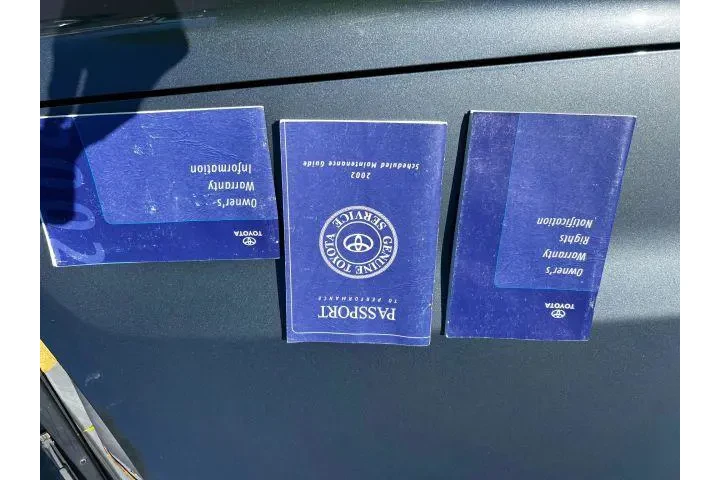 TOYOTA
Owner's
Warranty
Rights
Notification
PASSPORT
TO PERFORMANCE
GENUINE TOYOTA
SERVICE
2002
Scheduled Maintenance Guide
TOYOTA
Owner's
Warranty
Information
2002